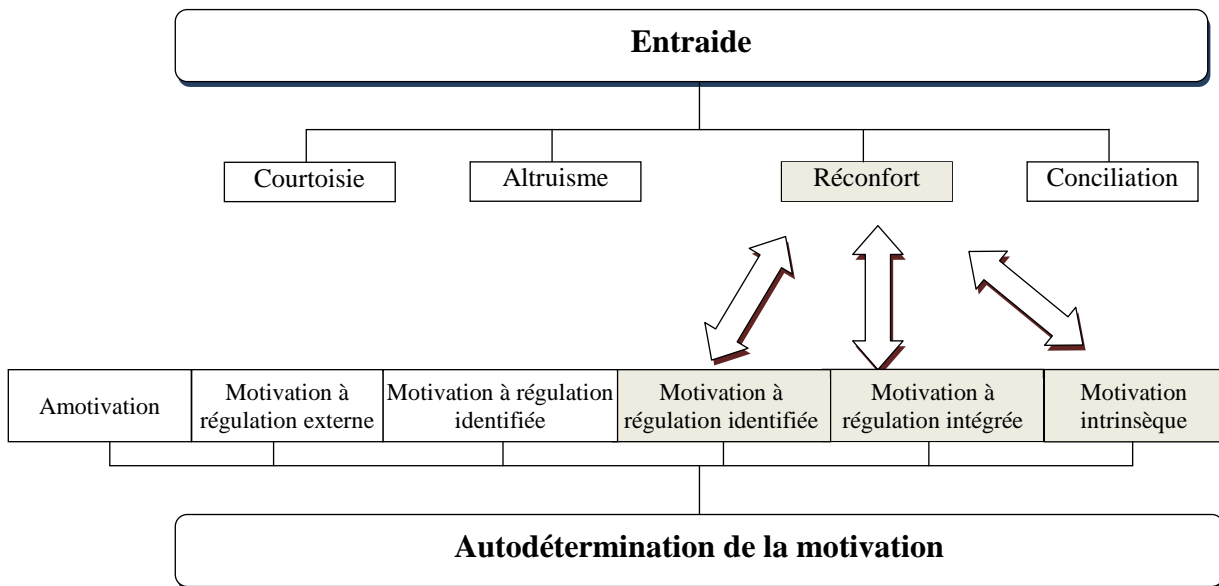 Entraide
Courtoisie
Altruisme
Réconfort
Conciliation
Amotivation
Motivation à
régulation externe
Motivation à régulation
identifiée
Motivation à
régulation identifiée
Motivation à
régulation intégrée
Motivation
intrinsèque
Autodétermination de la motivation